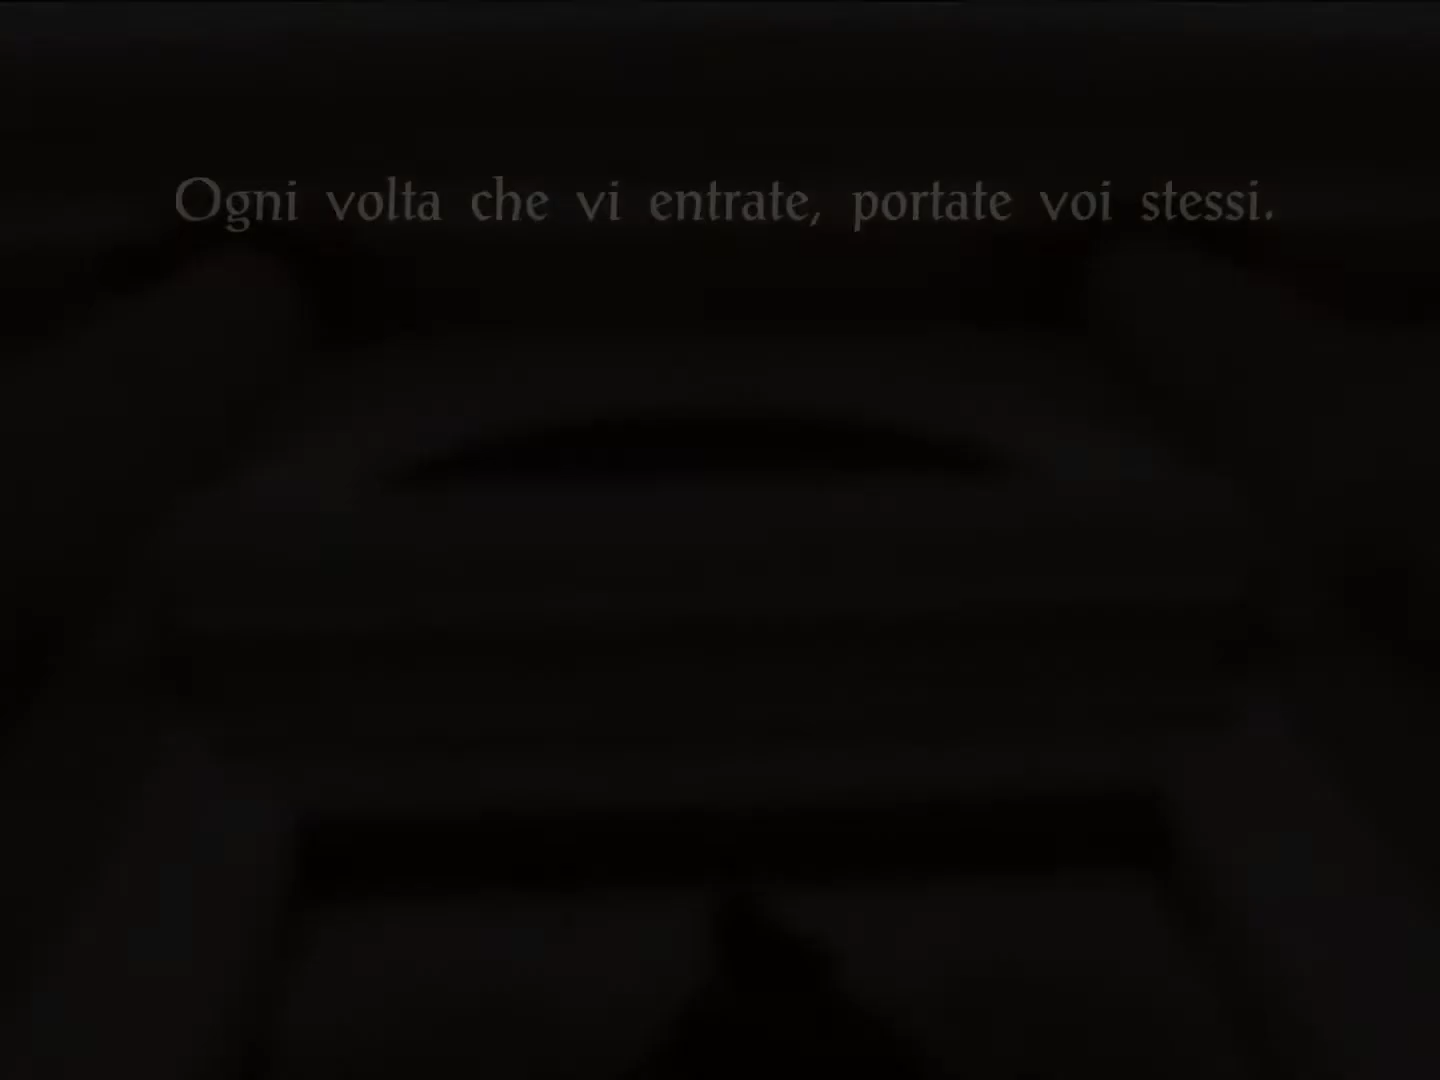 Ogni volta che vi entrate, portate voi stessi.